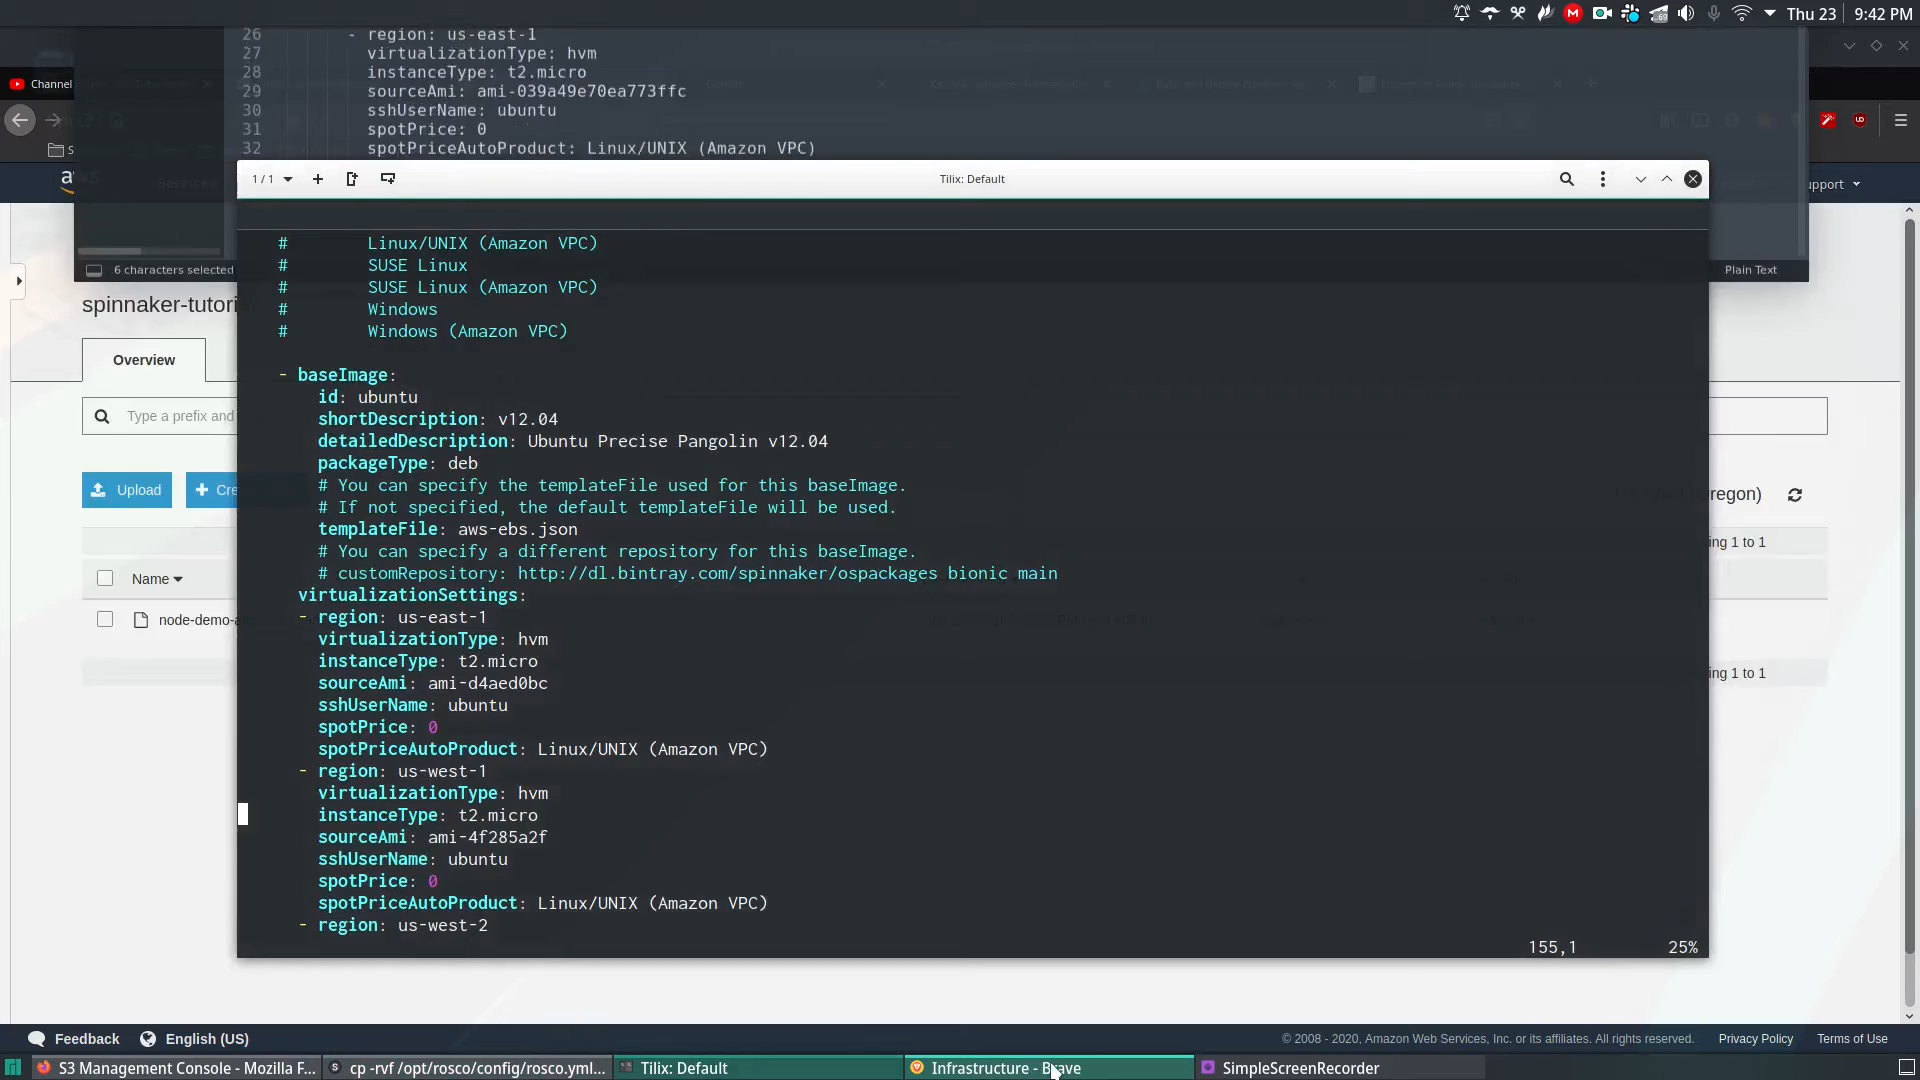 Thu 23 9:42 PM
26 - region: us-east-1
27 virtualizationType: hvm
28 instanceType: t2.micro
29 sourceAmi: ami-039a49e70ea773ffc
30 sshUserName: ubuntu
31 spotPrice: 0
32 spotPriceAutoProduct: Linux/UNIX (Amazon VPC)
Channel
S
aws
Services
upport
1 / 1
Tilix: Default
6 characters selected
Plain Text
spinnaker-tutori
Overview
Type a prefix and
Upload
Cre
regon)
ing 1 to 1
Name
node-demo-a
ing 1 to 1
# Linux/UNIX (Amazon VPC)
# SUSE Linux
# SUSE Linux (Amazon VPC)
# Windows
# Windows (Amazon VPC)
- baseImage:
id: ubuntu
shortDescription: v12.04
detailedDescription: Ubuntu Precise Pangolin v12.04
packageType: deb
# You can specify the templateFile used for this baseImage.
# If not specified, the default templateFile will be used.
templateFile: aws-ebs.json
# You can specify a different repository for this baseImage.
# customRepository: http://dl.bintray.com/spinnaker/ospackages bionic main
virtualizationSettings:
- region: us-east-1
virtualizationType: hvm
instanceType: t2.micro
sourceAmi: ami-d4aed0bc
sshUserName: ubuntu
spotPrice: 0
spotPriceAutoProduct: Linux/UNIX (Amazon VPC)
- region: us-west-1
virtualizationType: hvm
instanceType: t2.micro
sourceAmi: ami-4f285a2f
sshUserName: ubuntu
spotPrice: 0
spotPriceAutoProduct: Linux/UNIX (Amazon VPC)
- region: us-west-2
155,1 25%
Feedback English (US)
© 2008 - 2020, Amazon Web Services, Inc. or its affiliates. All rights reserved. Privacy Policy Terms of Use
S3 Management Console - Mozilla F... cp -rvf /opt/rosco/config/rosco.yml... Tilix: Default Infrastructure - Brave SimpleScreenRecorder